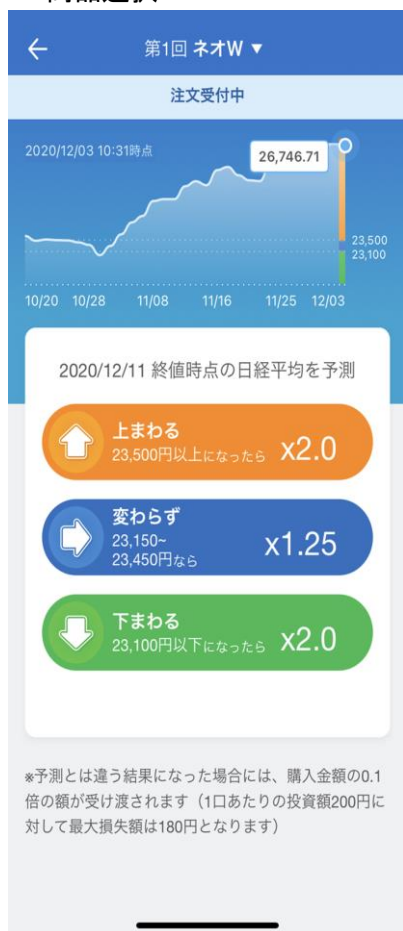 第1回 ネオW ▼
注文受付中
2020/12/03 10:31時点
26,746.71
23,500
23,100
10/20 10/28 11/08 11/16 11/25 12/03
2020/12/11 終値時点の日経平均を予測
上まわる
23,500円以上になったら x2.0
変わらず
23,150~
23,450円なら x1.25
下まわる
23,100円以下になったら x2.0
※予測とは違う結果になった場合には、購入金額の0.1
倍の額が受け渡されます（1口あたりの投資額200円に
対して最大損失額は180円となります）